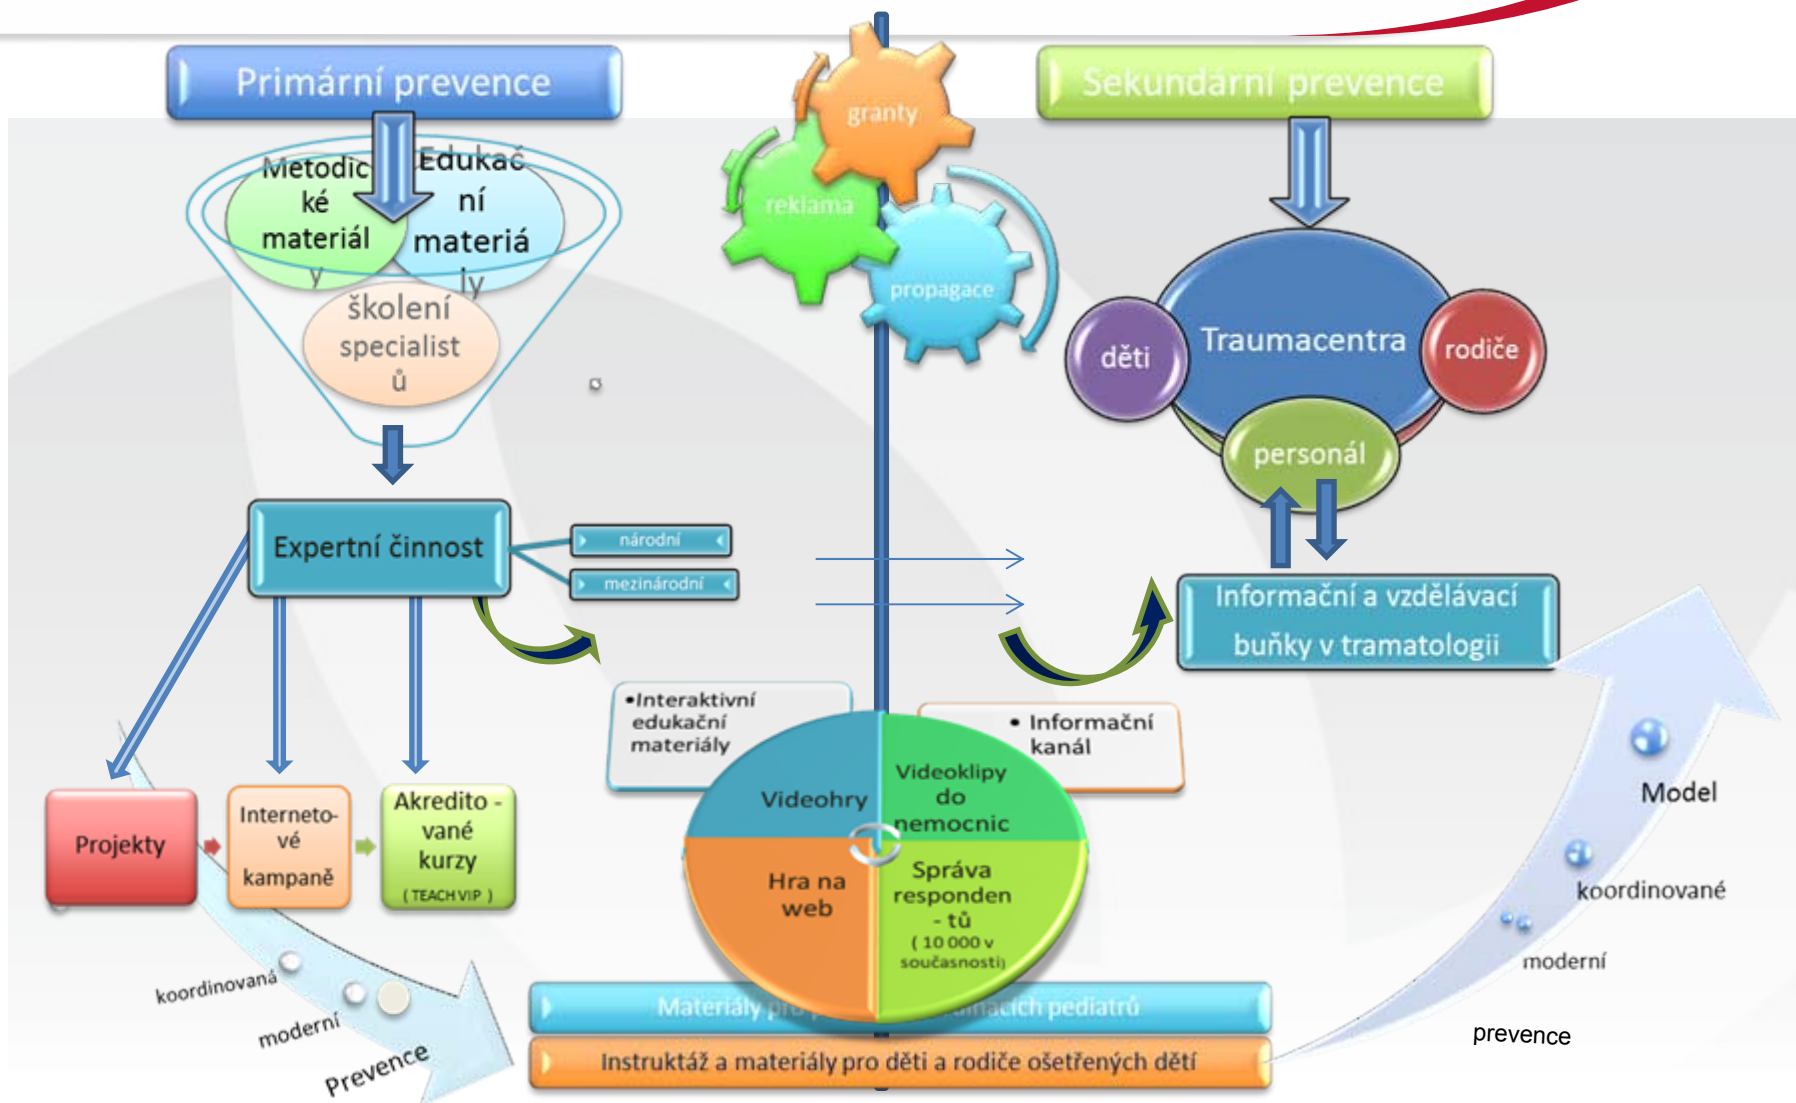 Primární prevence
Metodic
ké
materiál
y
Edukač
ní
materiá
ly
školení
specialist
ů
granty
reklama
propagace
Sekundární prevence
Traumacentra
děti
rodiče
personál
Expertní činnost
národní
mezinárodní
Informační a vzdělávací
buňky v tramatologii
Projekty
Interneto-
vé
kampaně
Akredito -
vané
kurzy
( TEACH VIP )
•Interaktivní
edukační
materiály
• Informační
kanál
Videohry
Videoklipy
do
nemocnic
Hra na
web
Správa
responden
- tů
( 10 000 v
současnosti)
koordinovaná
moderní
Prevence
Materiály pediatrů
Instruktáž a materiály pro děti a rodiče ošetřených dětí
Model
koordinované
moderní
prevence